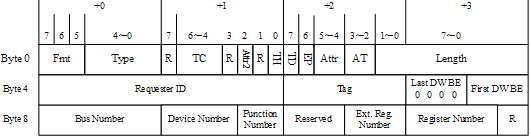 +0 +1 +2 +3
7 6 5 4~0 7 6~4 3 2 1 0 7 6 5~4 3~2 1~0 7~0
Byte 0 Fmt Type R TC R Attr2 R TH TD EP Attr AT Length
Byte 4 Requester ID Tag Last DWBE 0 0 0 0 First DWBE
Byte 8 Bus Number Device Number Function Number Reserved Ext. Reg. Number Register Number R